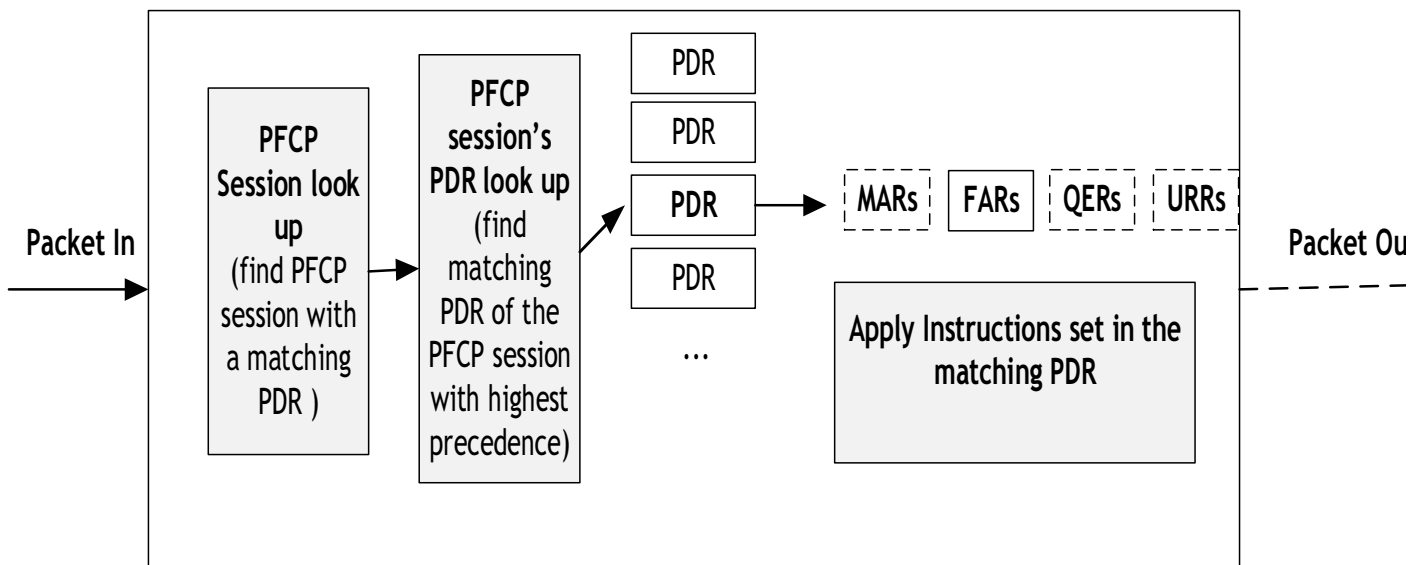 Packet In
PFCP
Session look
up
(find PFCP
session with
a matching
PDR )
PFCP
session's
PDR look up
(find
matching
PDR of the
PFCP session
with highest
precedence)
PDR
PDR
PDR
PDR
...
MARs
FARs
QERs
URRs
Apply Instructions set in the
matching PDR
Packet Ou